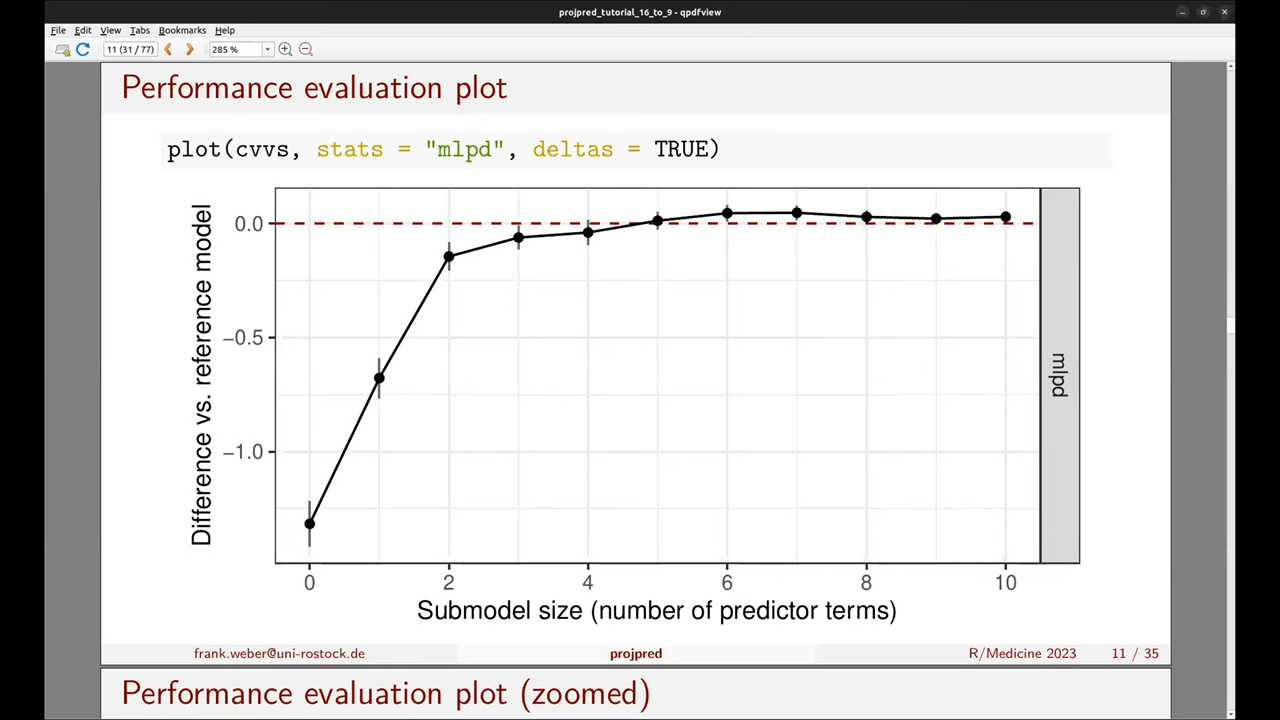 projpred_tutorial_16_to_9 - qpdfview
File Edit View Tabs Bookmarks Help
11 (31 / 77) 285 %
Performance evaluation plot
plot(cvvs, stats = "mlpd", deltas = TRUE)
Difference vs. reference model
0.0
−0.5
−1.0
mlpd
0 2 4 6 8 10
Submodel size (number of predictor terms)
frank.weber@uni-rostock.de projpred R/Medicine 2023 11 / 35
Performance evaluation plot (zoomed)